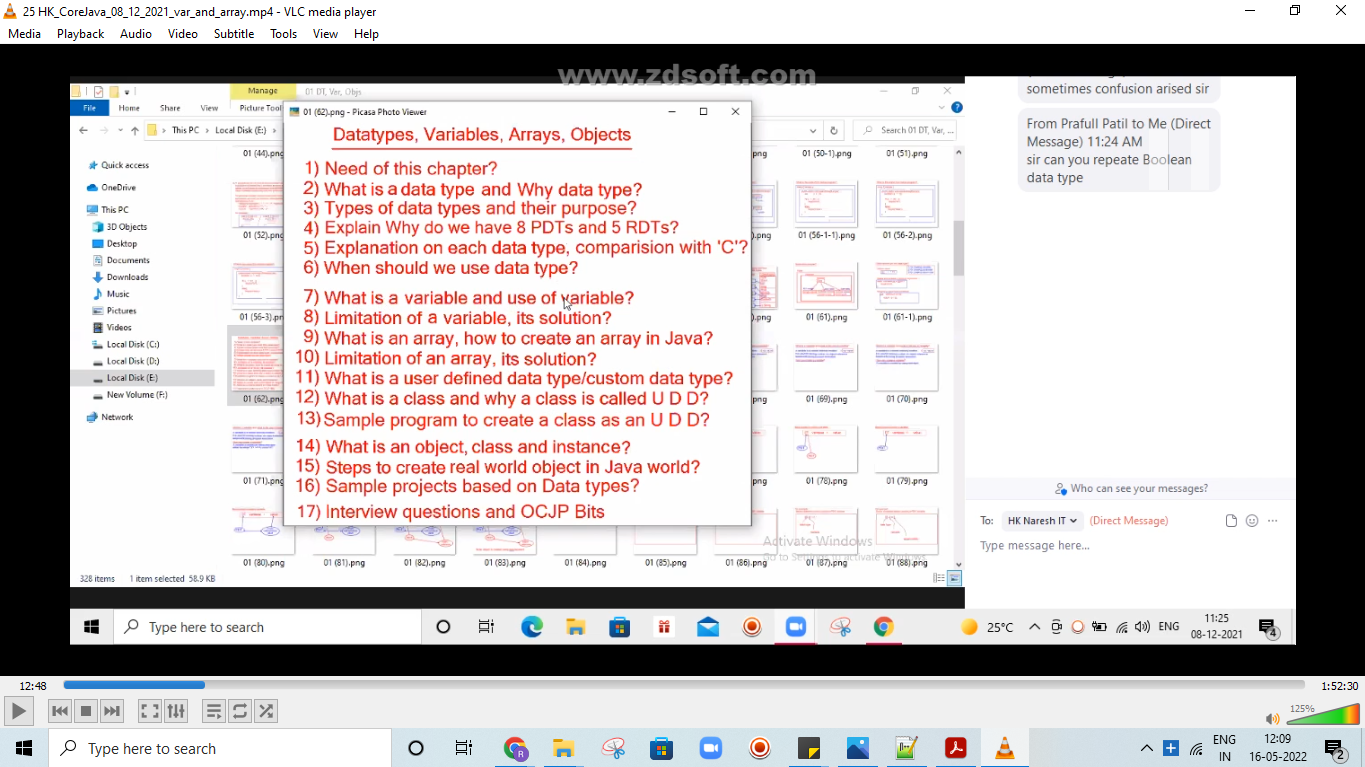 25 HK_CoreJava_08_12_2021_var_and_array.mp4 - VLC media player
Media Playback Audio Video Subtitle Tools View Help
www.zdsoft.com
Manage 01 DT, Var, Objs
File Home Share View Picture Tool
This PC Local Disk (E:) Search 01 DT, Var, ...
01 (62).png - Picasa Photo Viewer
Datatypes, Variables, Arrays, Objects
1) Need of this chapter?
2) What is a data type and Why data type?
3) Types of data types and their purpose?
4) Explain Why do we have 8 PDTs and 5 RDTs?
5) Explanation on each data type, comparision with 'C'?
6) When should we use data type?
7) What is a variable and use of variable?
8) Limitation of a variable, its solution?
9) What is an array, how to create an array in Java?
10) Limitation of an array, its solution?
11) What is a user defined data type/custom data type?
12) What is a class and why a class is called U D D?
13) Sample program to create a class as an U D D?
14) What is an object, class and instance?
15) Steps to create real world object in Java world?
16) Sample projects based on Data types?
17) Interview questions and OCJP Bits
Quick access
OneDrive
This PC
3D Objects
Desktop
Documents
Downloads
Music
Pictures
Videos
Local Disk (C:)
Local Disk (D:)
Local Disk (E:)
New Volume (F:)
Network
01 (44).png 01 (50-1).png 01 (51).png
01 (52). 01 (56-1-1).png 01 (56-2).png
01 (56-3). .png 01 (61).png 01 (61-1).png
01 (62). .png 01 (69).png 01 (70).png
01 (71). .png 01 (78).png 01 (79).png
01 (80).png 01 (81).png 01 (82).png 01 (83).png 01 (84).png 01 (85).png 01 (86).png 01 (87).png 01 (88).png
Activate Windows
Go to Settings to activate Windows.
328 items 1 item selected 58.9 KB
sometimes confusion arised sir
From Prafull Patil to Me (Direct
Message) 11:24 AM
sir can you repeate Boolean
data type
Who can see your messages?
To: HK Naresh IT (Direct Message)
Type message here...
Type here to search
25°C ENG 11:25
08-12-2021
4
12:48 1:52:30
125%
Type here to search
ENG
IN
12:09
16-05-2022
2